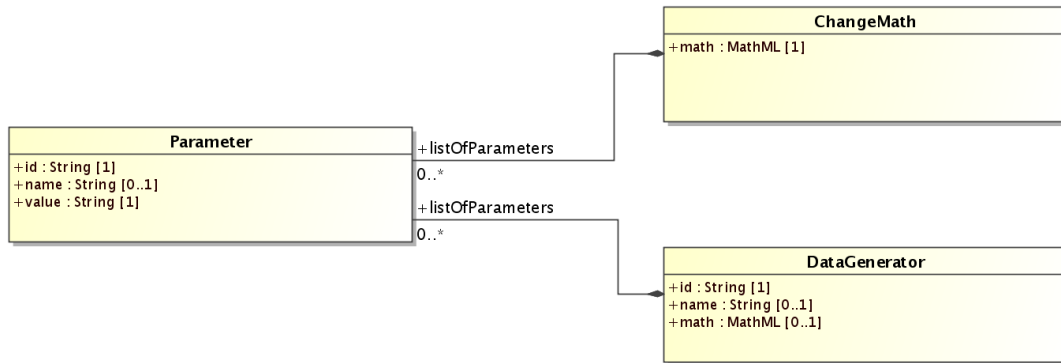 ChangeMath
+math : MathML [1]
Parameter
+id : String [1]
+name : String [0..1]
+value : String [1]
+listOfParameters
0..*
+listOfParameters
0..*
DataGenerator
+id : String [1]
+name : String [0..1]
+math : MathML [0..1]